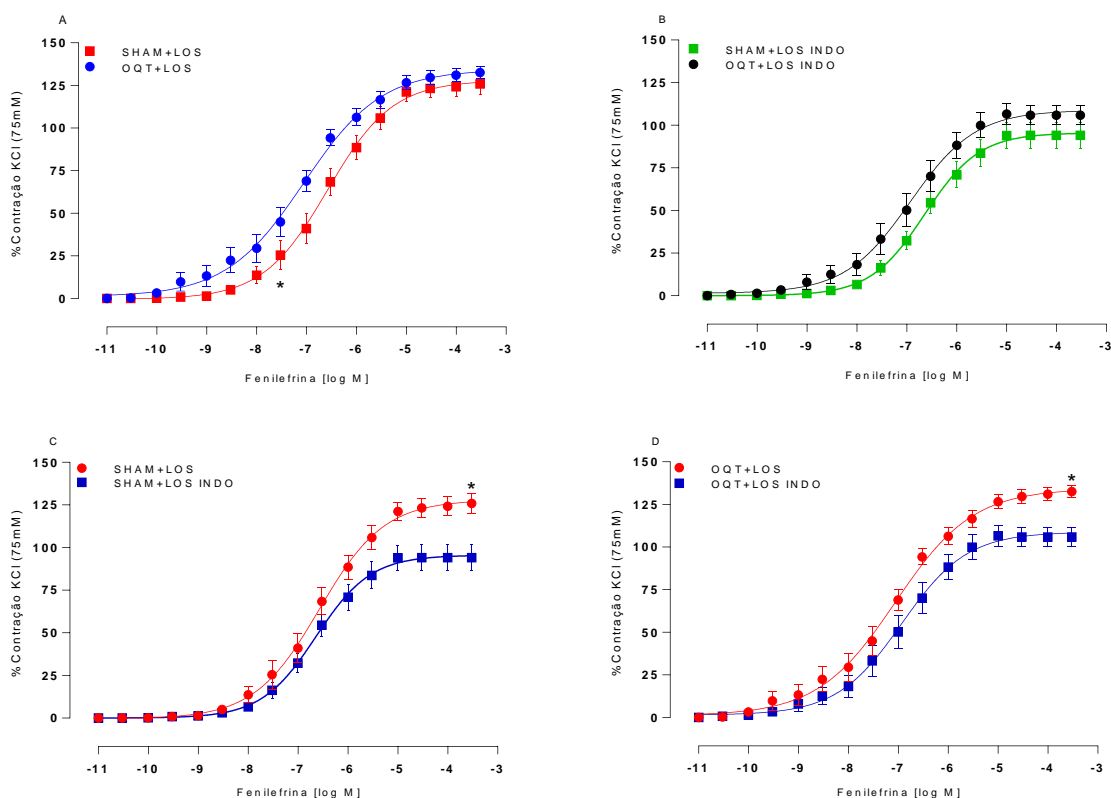 A
SHAM+LOS
OQT+LOS
%Contração KCl (75mM)
150
125
100
75
50
25
0
*
-11 -10 -9 -8 -7 -6 -5 -4 -3
Fenilefrina [log M]
B
SHAM+LOS INDO
OQT+LOS INDO
%Contração KCl (75mM)
150
125
100
75
50
25
0
-11 -10 -9 -8 -7 -6 -5 -4 -3
Fenilefrina [log M]
C
SHAM+LOS
SHAM+LOS INDO
%Contração KCl (75mM)
150
125
100
75
50
25
0
*
-11 -10 -9 -8 -7 -6 -5 -4 -3
Fenilefrina [log M]
D
OQT+LOS
OQT+LOS INDO
%Contração KCl (75mM)
150
125
100
75
50
25
0
*
-11 -10 -9 -8 -7 -6 -5 -4 -3
Fenilefrina [log M]